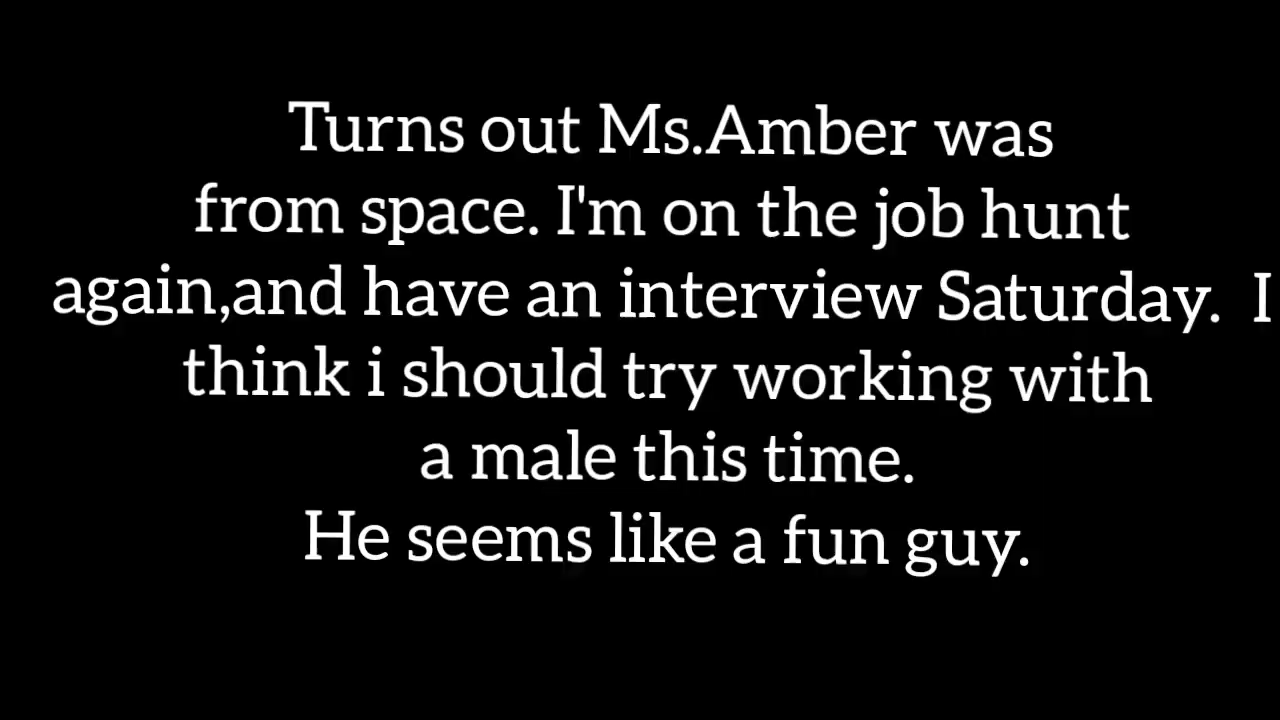 Turns out Ms.Amber was
from space. I'm on the job hunt
again,and have an interview Saturday.  I
think i should try working with
a male this time.
He seems like a fun guy.